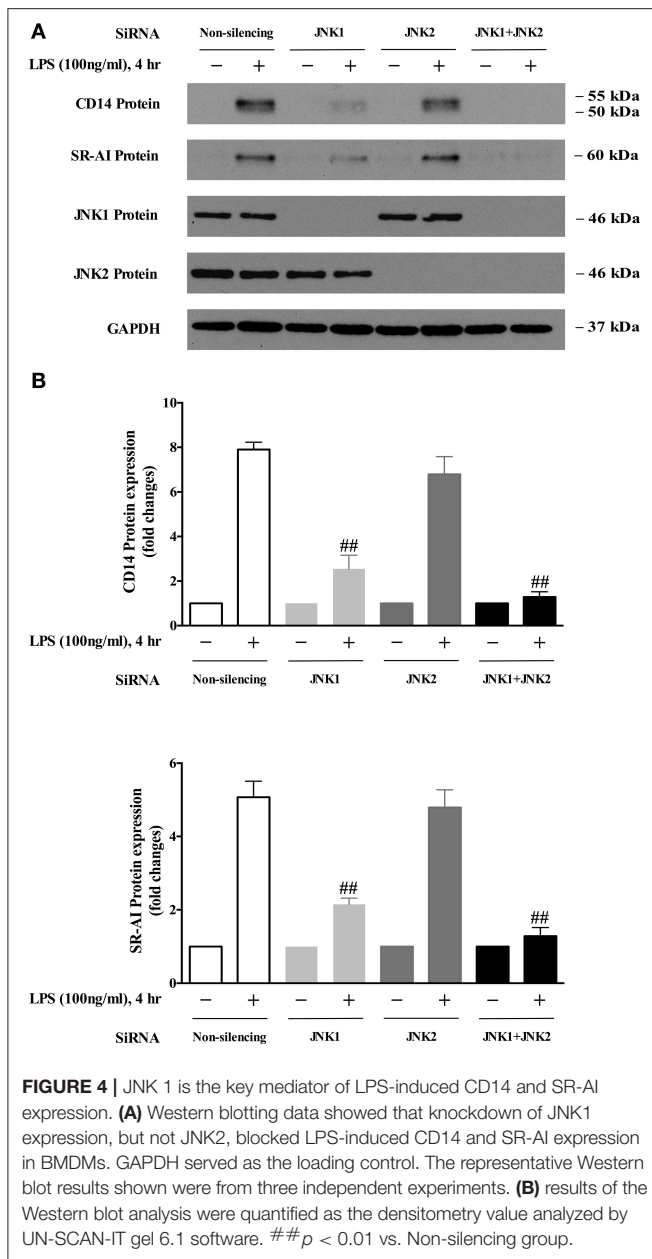 A
SiRNA Non-silencing JNK1 JNK2 JNK1+JNK2
LPS (100ng/ml), 4 hr − + − + − + − +
CD14 Protein – 55 kDa
– 50 kDa
SR-AI Protein – 60 kDa
JNK1 Protein – 46 kDa
JNK2 Protein – 46 kDa
GAPDH – 37 kDa
B
CD14 Protein expression
(fold changes)
10
8
6
4
2
0
## ##
LPS (100ng/ml), 4 hr − + − + − + − +
SiRNA Non-silencing JNK1 JNK2 JNK1+JNK2
SR-AI Protein expression
(fold changes)
6
4
2
0
## ##
LPS (100ng/ml), 4 hr − + − + − + − +
SiRNA Non-silencing JNK1 JNK2 JNK1+JNK2
FIGURE 4 | JNK 1 is the key mediator of LPS-induced CD14 and SR-AI
expression. (A) Western blotting data showed that knockdown of JNK1
expression, but not JNK2, blocked LPS-induced CD14 and SR-AI expression
in BMDMs. GAPDH served as the loading control. The representative Western
blot results shown were from three independent experiments. (B) results of the
Western blot analysis were quantified as the densitometry value analyzed by
UN-SCAN-IT gel 6.1 software. ##p < 0.01 vs. Non-silencing group.